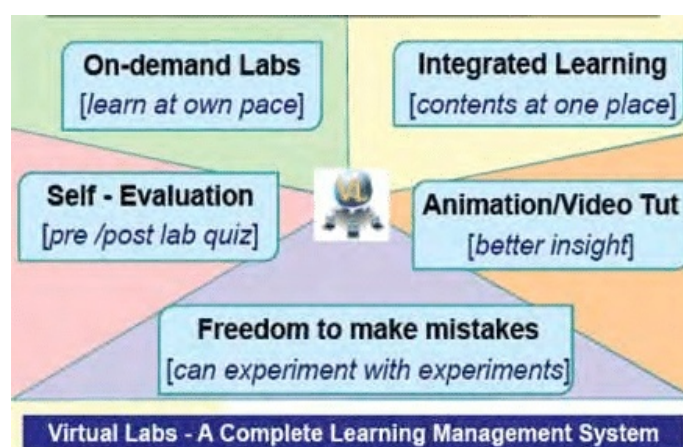 On-demand Labs
[learn at own pace]
Integrated Learning
[contents at one place]
Self - Evaluation
[pre /post lab quiz]
VL
Animation/Video Tut
[better insight]
Freedom to make mistakes
[can experiment with experiments]
Virtual Labs - A Complete Learning Management System